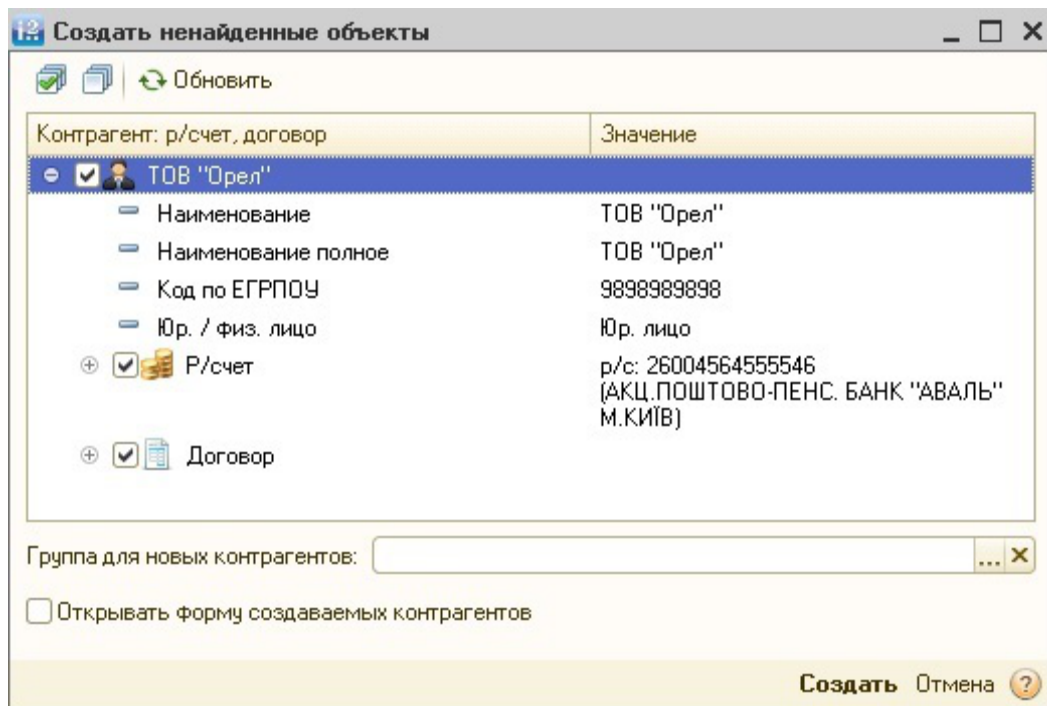 Создать ненайденные объекты
Обновить
Контрагент: р/счет, договор Значение
ТОВ "Орел"
Наименование ТОВ "Орел"
Наименование полное ТОВ "Орел"
Код по ЕГРПОУ 9898989898
Юр. / физ. лицо Юр. лицо
Р/счет р/с: 26004564555546
(АКЦ.ПОШТОВО-ПЕНС. БАНК "АВАЛЬ"
М.КИЇВ)
Договор
Группа для новых контрагентов: ...
Открывать форму создаваемых контрагентов
Создать Отмена ?